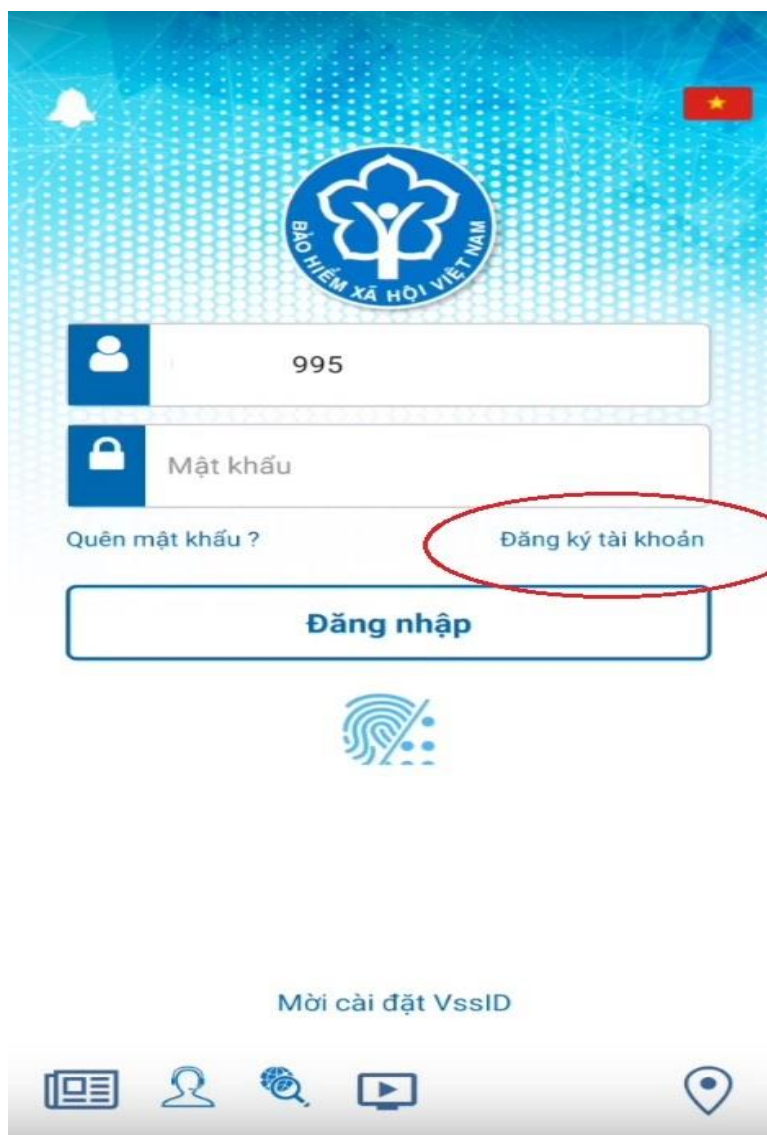 BẢO HIỂM XÃ HỘI VIỆT NAM
995
Mật khẩu
Quên mật khẩu ?
Đăng ký tài khoản
Đăng nhập
Mời cài đặt VssID